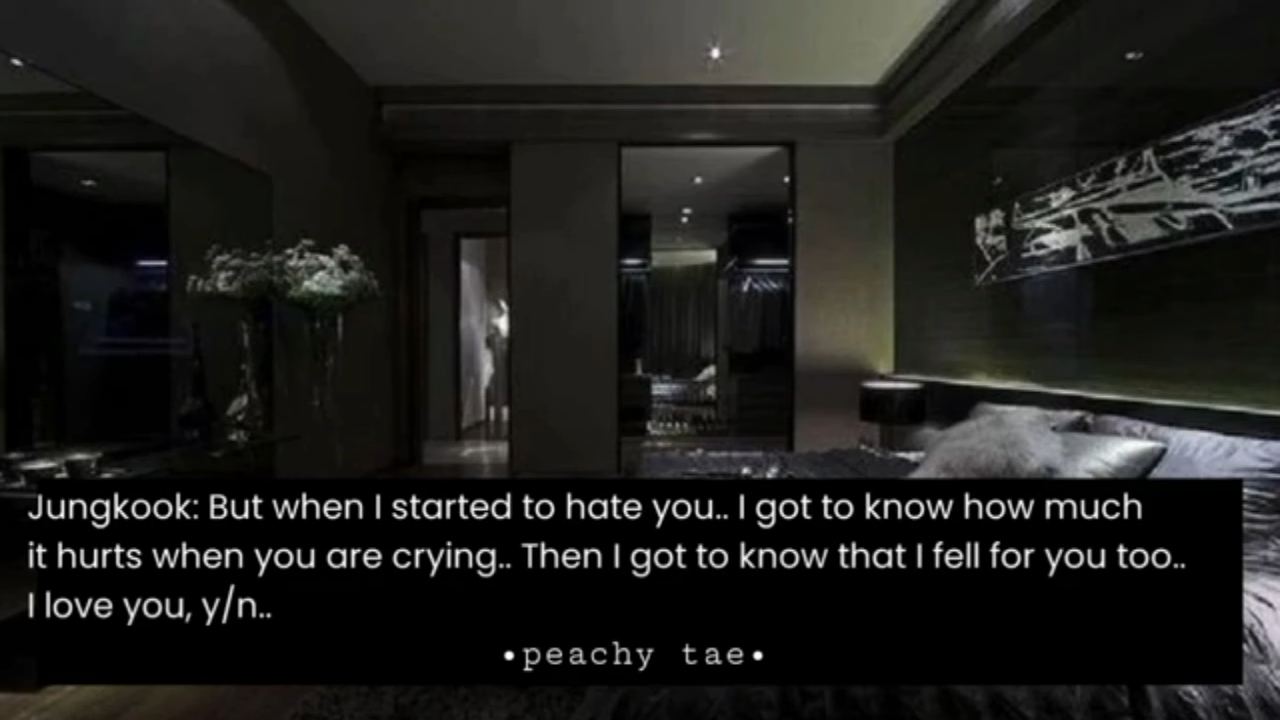 Jungkook: But when I started to hate you.. I got to know how much
it hurts when you are crying.. Then I got to know that I fell for you too..
I love you, y/n..
•peachy tae•